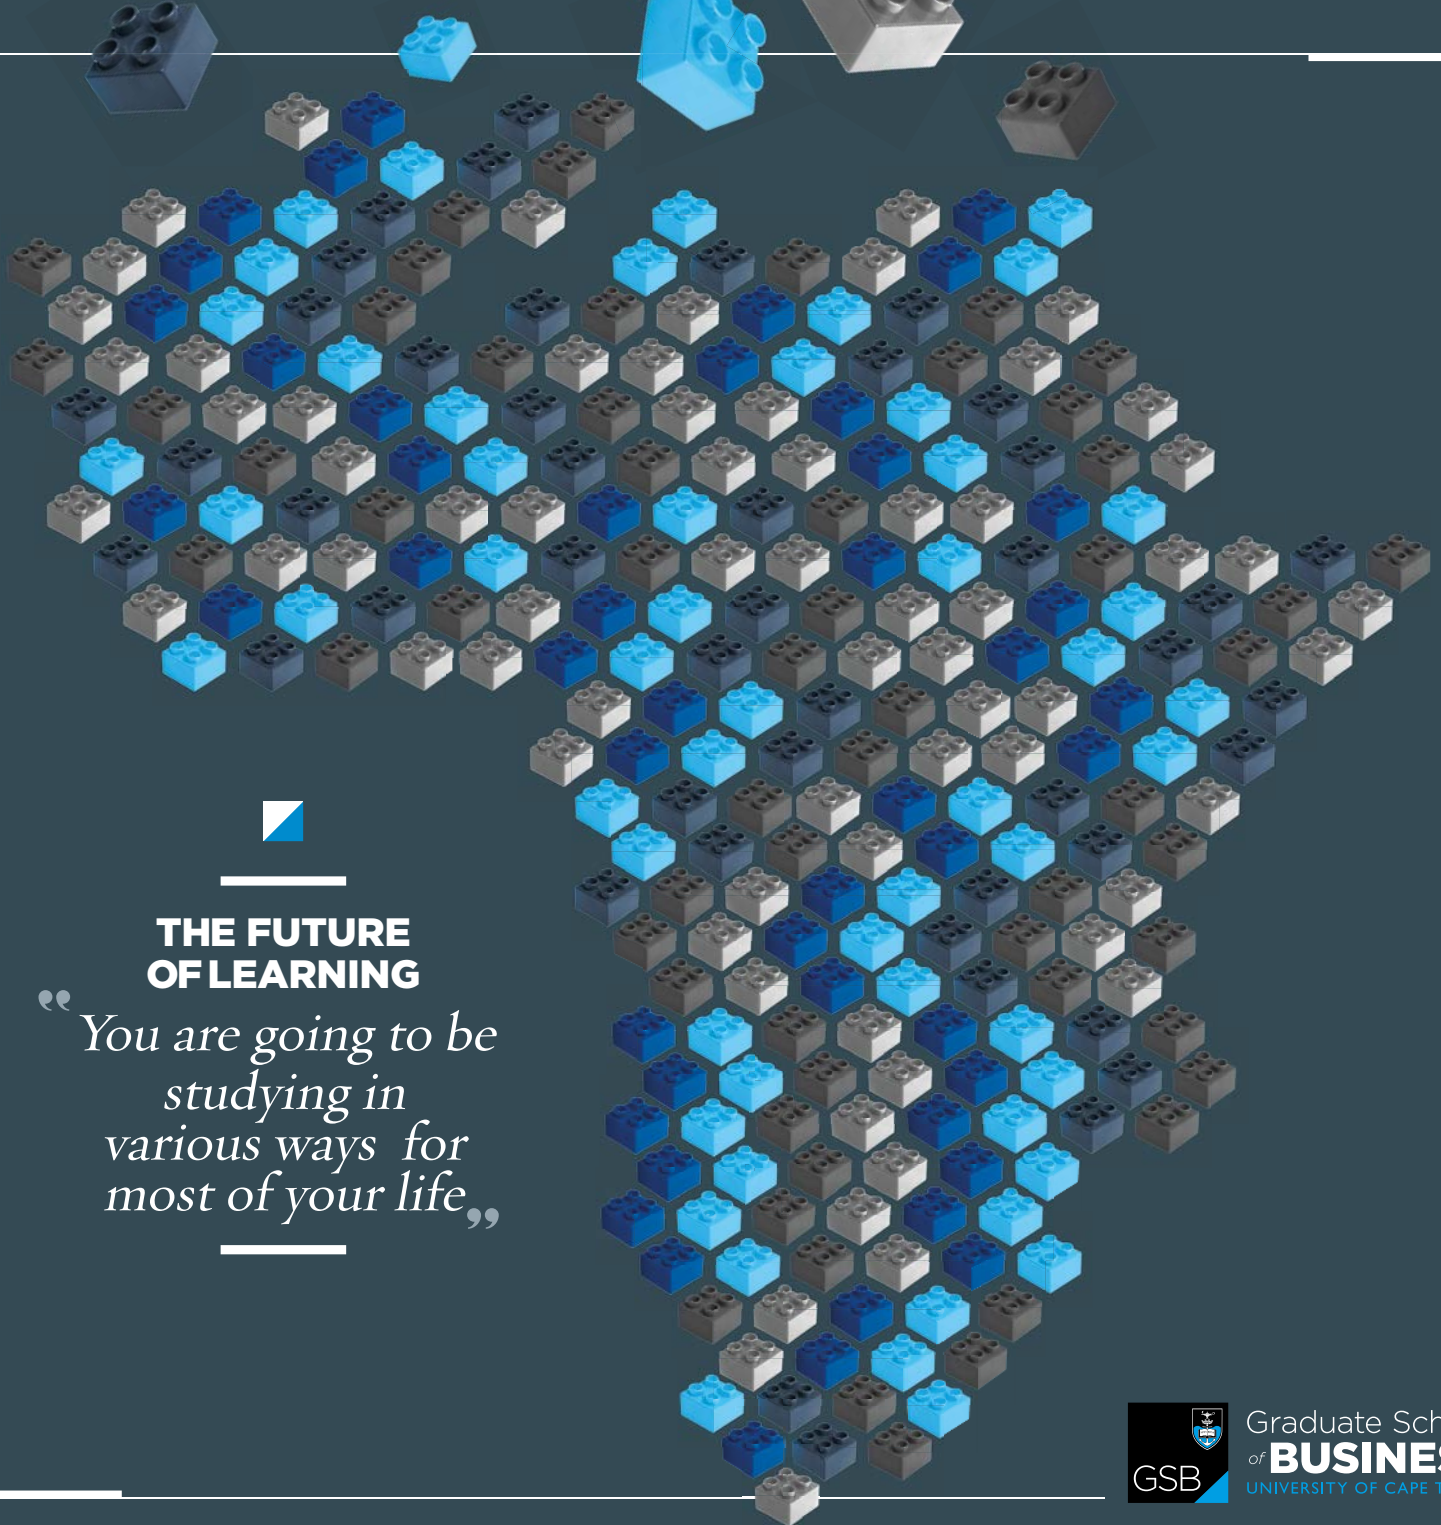 THE FUTURE
OF LEARNING
“You are going to be
studying in
various ways for
most of your life”
GSB
Graduate Sch
of BUSINES
UNIVERSITY OF CAPE T